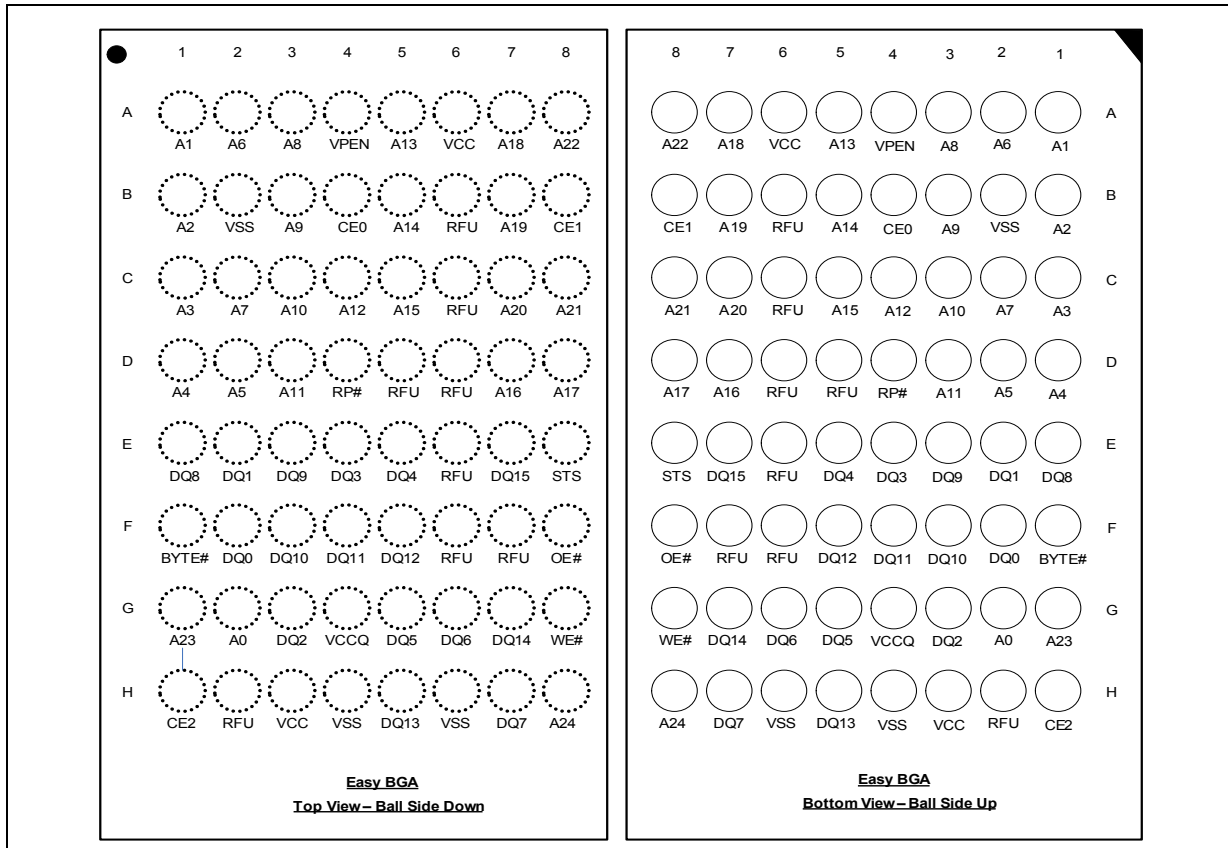 1 2 3 4 5 6 7 8
A
A1 A6 A8 VPEN A13 VCC A18 A22
B
A2 VSS A9 CE0 A14 RFU A19 CE1
C
A3 A7 A10 A12 A15 RFU A20 A21
D
A4 A5 A11 RP# RFU RFU A16 A17
E
DQ8 DQ1 DQ9 DQ3 DQ4 RFU DQ15 STS
F
BYTE# DQ0 DQ10 DQ11 DQ12 RFU RFU OE#
G
A23 A0 DQ2 VCCQ DQ5 DQ6 DQ14 WE#
H
CE2 RFU VCC VSS DQ13 VSS DQ7 A24
Easy BGA
Top View – Ball Side Down
8 7 6 5 4 3 2 1
A
A22 A18 VCC A13 VPEN A8 A6 A1
B
CE1 A19 RFU A14 CE0 A9 VSS A2
C
A21 A20 RFU A15 A12 A10 A7 A3
D
A17 A16 RFU RFU RP# A11 A5 A4
E
STS DQ15 RFU DQ4 DQ3 DQ9 DQ1 DQ8
F
OE# RFU RFU DQ12 DQ11 DQ10 DQ0 BYTE#
G
WE# DQ14 DQ6 DQ5 VCCQ DQ2 A0 A23
H
A24 DQ7 VSS DQ13 VSS VCC RFU CE2
Easy BGA
Bottom View – Ball Side Up